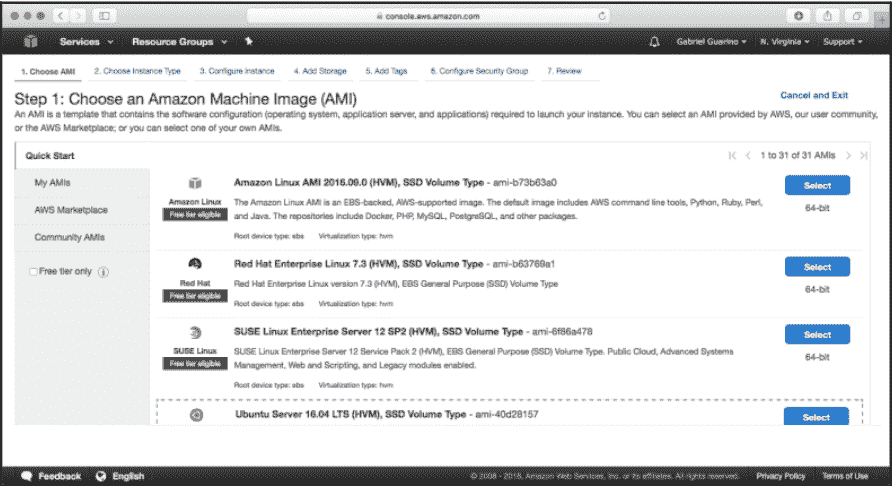 console.aws.amazon.com
Services Resource Groups Gabriel Guarino N. Virginia Support
1. Choose AMI 2. Choose Instance Type 3. Configure Instance 4. Add Storage 5. Add Tags 6. Configure Security Group 7. Review
Step 1: Choose an Amazon Machine Image (AMI)
Cancel and Exit
An AMI is a template that contains the software configuration (operating system, application server, and applications) required to launch your instance. You can select an AMI provided by AWS, our user community,
or the AWS Marketplace; or you can select one of your own AMIs.
Quick Start
1 to 31 of 31 AMIs
My AMIs
AWS Marketplace
Community AMIs
Free tier only
Amazon Linux AMI 2016.09.0 (HVM), SSD Volume Type - ami-b73b63a0
Select
Amazon Linux
Free tier eligible
The Amazon Linux AMI is an EBS-backed, AWS-supported image. The default image includes AWS command line tools, Python, Ruby, Perl,
and Java. The repositories include Docker, PHP, MySQL, PostgreSQL, and other packages.
64-bit
Root device type: ebs Virtualization type: hvm
Red Hat Enterprise Linux 7.3 (HVM), SSD Volume Type - ami-b63769a1
Select
Red Hat
Free tier eligible
Red Hat Enterprise Linux version 7.3 (HVM), EBS General Purpose (SSD) Volume Type
64-bit
Root device type: ebs Virtualization type: hvm
SUSE Linux Enterprise Server 12 SP2 (HVM), SSD Volume Type - ami-6f86a478
Select
SUSE Linux
Free tier eligible
SUSE Linux Enterprise Server 12 Service Pack 2 (HVM), EBS General Purpose (SSD) Volume Type. Public Cloud, Advanced Systems
Management, Web and Scripting, and Legacy modules enabled.
64-bit
Root device type: ebs Virtualization type: hvm
Ubuntu Server 16.04 LTS (HVM), SSD Volume Type - ami-40d28157
Select
Feedback English © 2008 - 2016, Amazon Web Services, Inc. or its affiliates. All rights reserved. Privacy Policy Terms of Use